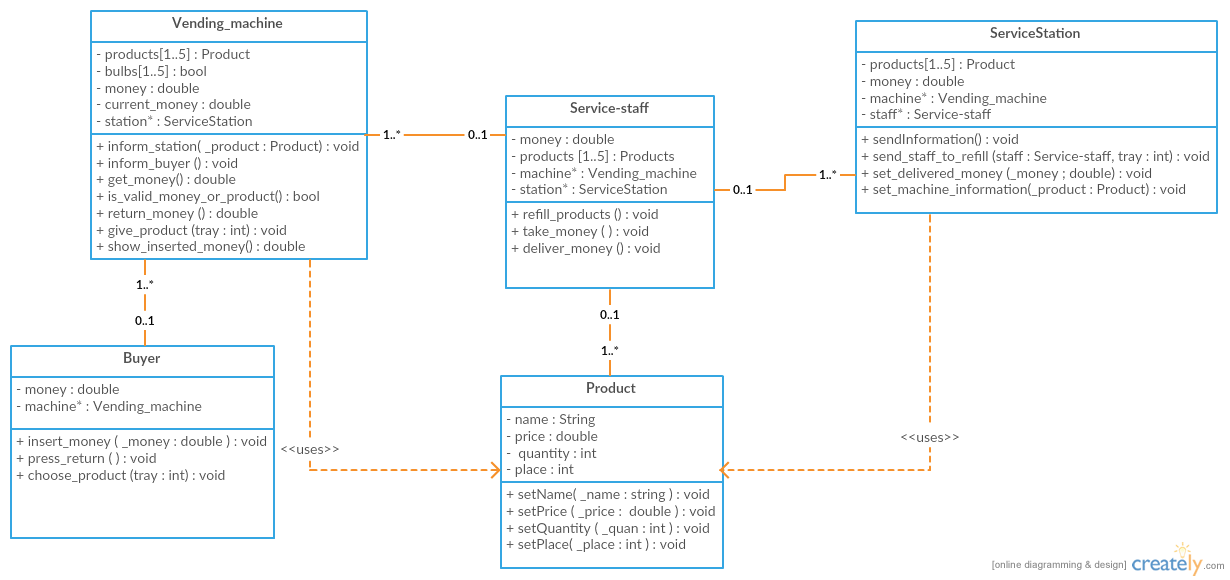 Vending_machine
- products[1..5] : Product
- bulbs[1..5] : bool
- money : double
- current_money : double
- station* : ServiceStation
+ inform_station( _product : Product) : void
+ inform_buyer () : void
+ get_money() : double
+ is_valid_money_or_product() : bool
+ return_money () : double
+ give_product (tray : int) : void
+ show_inserted_money() : double
1..*
0..1
Service-staff
- money : double
- products [1..5] : Products
- machine* : Vending_machine
- station* : ServiceStation
+ refill_products () : void
+ take_money ( ) : void
+ deliver_money () : void
0..1
1..*
ServiceStation
- products[1..5] : Product
- money : double
- machine* : Vending_machine
- staff* : Service-staff
+ sendInformation() : void
+ send_staff_to_refill (staff : Service-staff, tray : int) : void
+ set_delivered_money (_money ; double) : void
+ set_machine_information(_product : Product) : void
1..*
0..1
Buyer
- money : double
- machine* : Vending_machine
+ insert_money ( _money : double ) : void
+ press_return ( ) : void
+ choose_product (tray : int) : void
<<uses>>
0..1
1..*
Product
- name : String
- price : double
- quantity : int
- place : int
+ setName( _name : string ) : void
+ setPrice ( _price : double ) : void
+ setQuantity ( _quan : int ) : void
+ setPlace( _place : int ) : void
<<uses>>
[online diagramming & design] creately.com